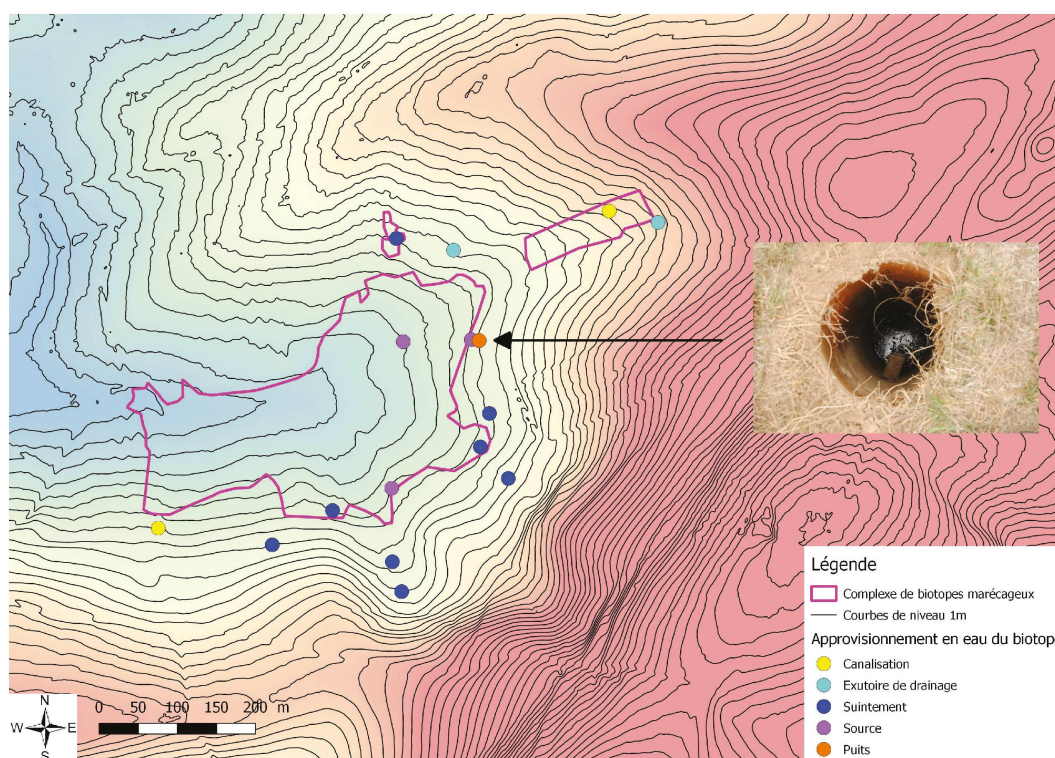 Légende
Complexe de biotopes marécageux
Courbes de niveau 1m
Approvisionnement en eau du biotop
Canalisation
Exutoire de drainage
Suintement
Source
Puits
N
W E
S
0 50 100 150 200 m